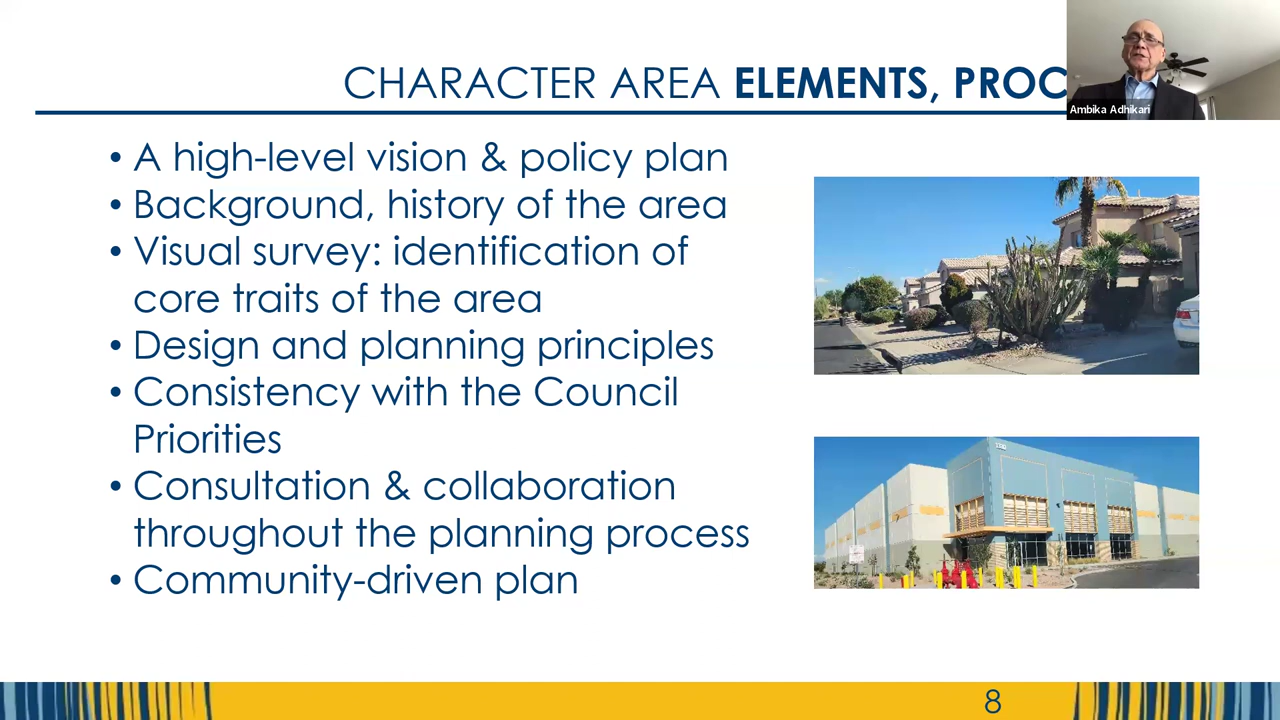 CHARACTER AREA ELEMENTS, PROC
Ambika Adhikari
• A high-level vision & policy plan
• Background, history of the area
• Visual survey: identification of
core traits of the area
• Design and planning principles
• Consistency with the Council
Priorities
• Consultation & collaboration
throughout the planning process
• Community-driven plan
8